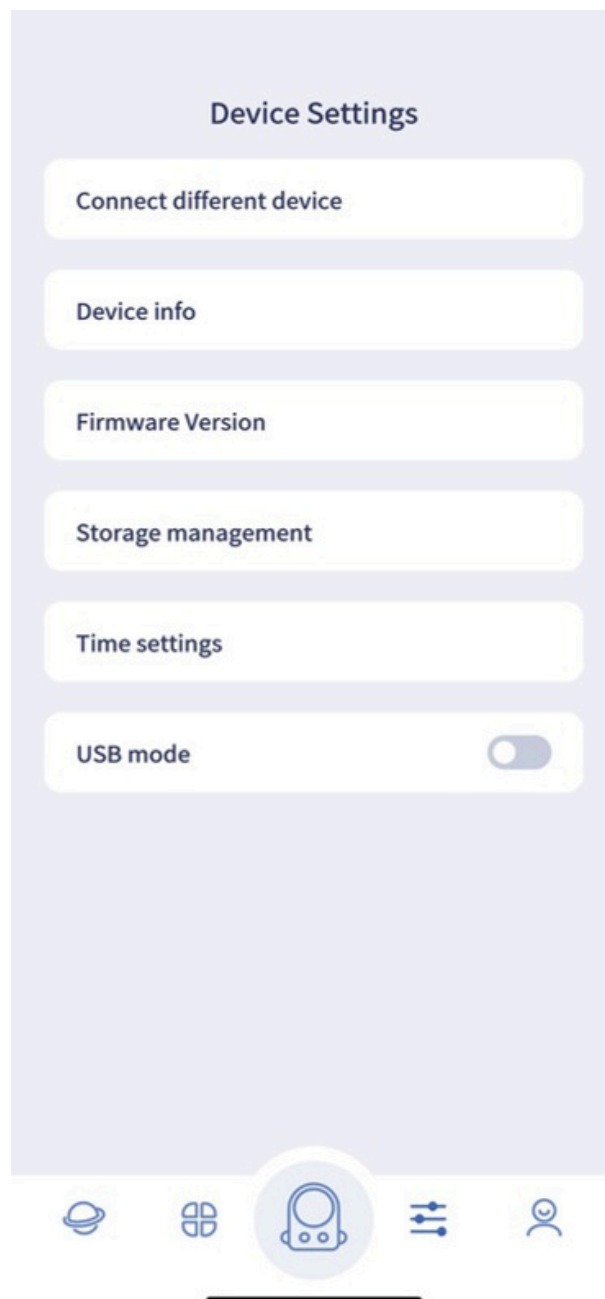 Device Settings
Connect different device
Device info
Firmware Version
Storage management
Time settings
USB mode